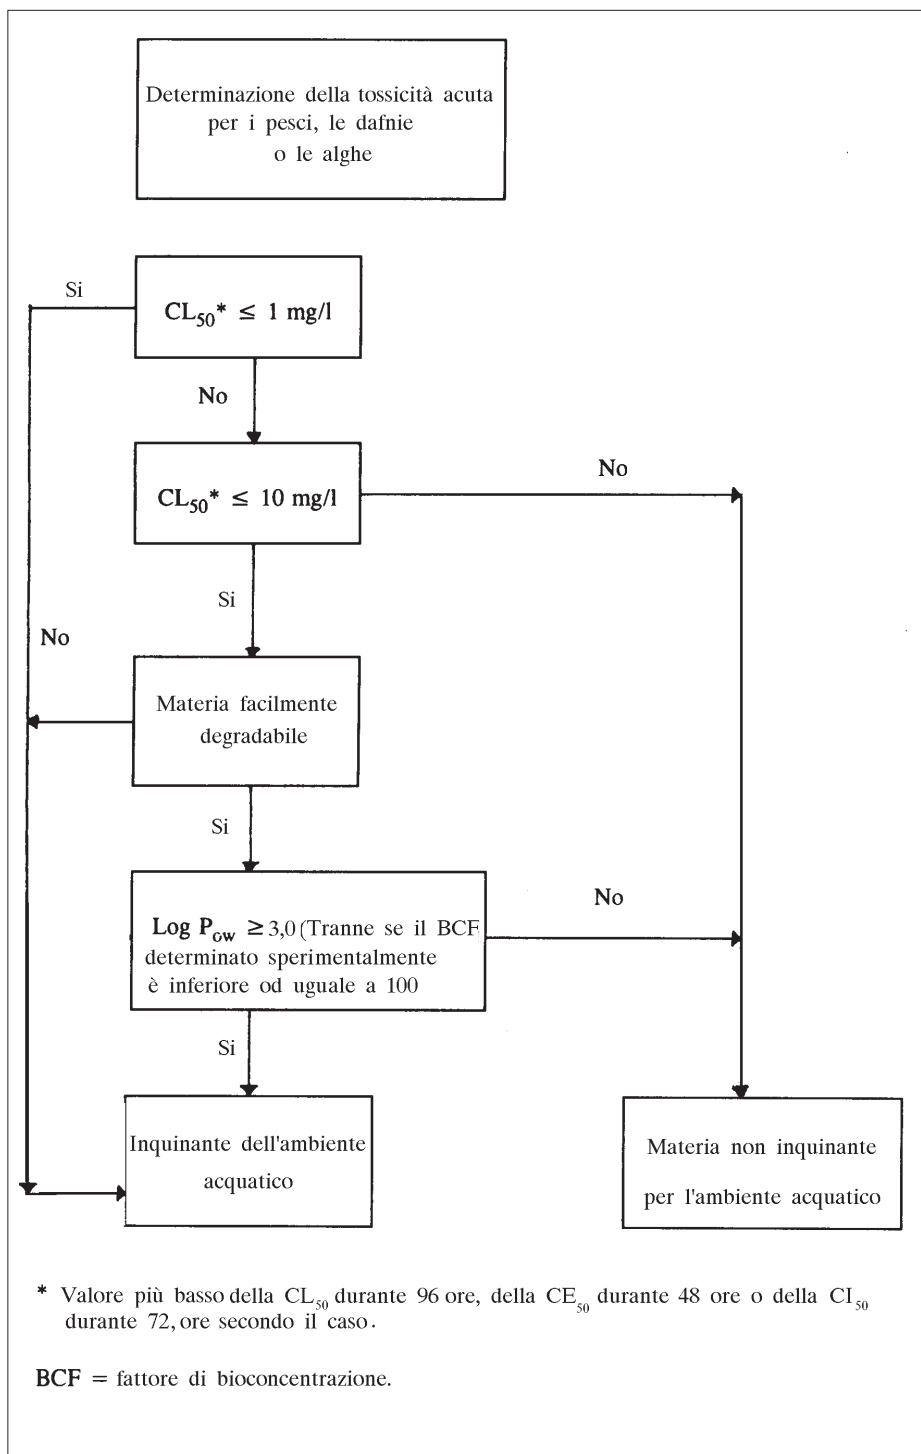 Determinazione della tossicità acuta
per i pesci, le dafnie
o le alghe
Si
CL50* ≤ 1 mg/l
No
CL50* ≤ 10 mg/l
No
Si
No
Materia facilmente
degradabile
Si
Log Pow ≥ 3,0 (Tranne se il BCF
determinato sperimentalmente
è inferiore od uguale a 100
No
Si
Inquinante dell'ambiente
acquatico
Materia non inquinante
per l'ambiente acquatico
* Valore più basso della CL50 durante 96 ore, della CE50 durante 48 ore o della CI50
durante 72, ore secondo il caso.
BCF = fattore di bioconcentrazione.